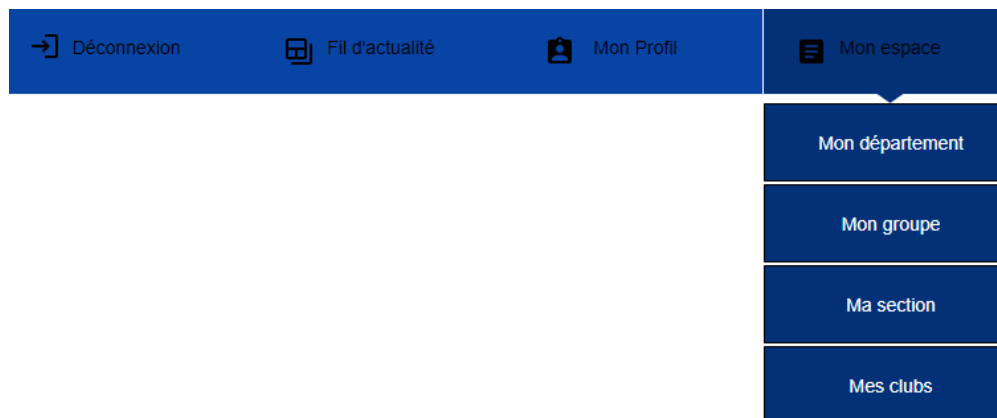 Déconnexion
Fil d'actualité
Mon Profil
Mon espace
Mon département
Mon groupe
Ma section
Mes clubs